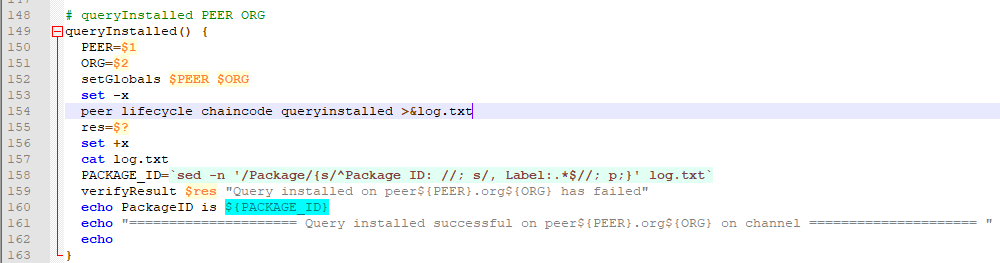 148 # queryInstalled PEER ORG
149 queryInstalled() {
150 PEER=$1
151 ORG=$2
152 setGlobals $PEER $ORG
153 set -x
154 peer lifecycle chaincode queryinstalled >&log.txt
155 res=$?
156 set +x
157 cat log.txt
158 PACKAGE_ID=`sed -n '/Package/{s/^Package ID: //; s/, Label:.*$//; p;}' log.txt`
159 verifyResult $res "Query installed on peer${PEER}.org${ORG} has failed"
160 echo PackageID is ${PACKAGE_ID}
161 echo "===================== Query installed successful on peer${PEER}.org${ORG} on channel ===================== "
162 echo
163 }